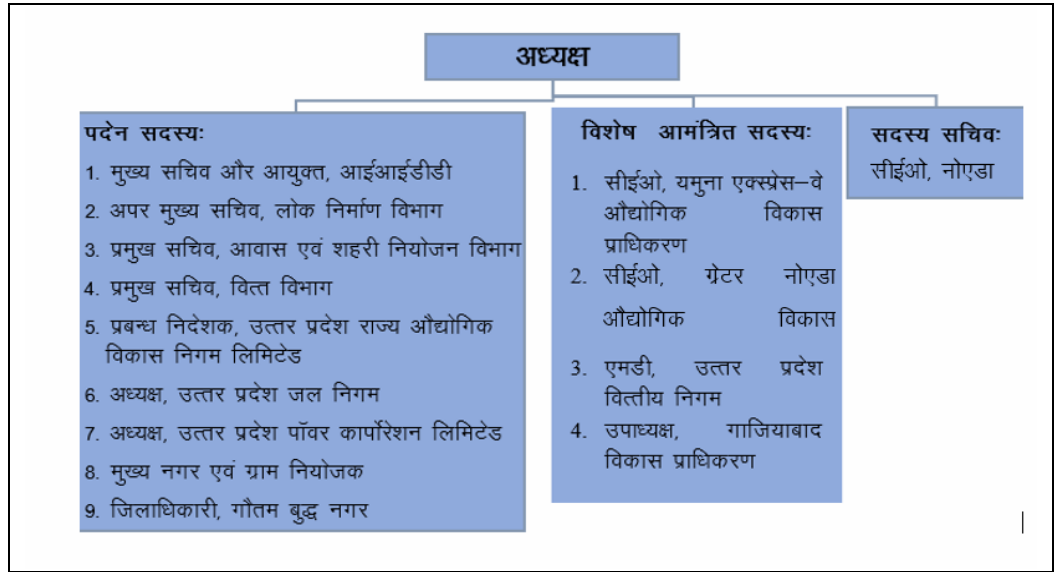 अध्यक्ष
पदेन सदस्यः
1. मुख्य सचिव और आयुक्त, आईआईडीडी
2. अपर मुख्य सचिव, लोक निर्माण विभाग
3. प्रमुख सचिव, आवास एवं शहरी नियोजन विभाग
4. प्रमुख सचिव, वित्त विभाग
5. प्रबन्ध निदेशक, उत्तर प्रदेश राज्य औद्योगिक
विकास निगम लिमिटेड
6. अध्यक्ष, उत्तर प्रदेश जल निगम
7. अध्यक्ष, उत्तर प्रदेश पॉवर कार्पोरेशन लिमिटेड
8. मुख्य नगर एवं ग्राम नियोजक
9. जिलाधिकारी, गौतम बुद्ध नगर
विशेष आमंत्रित सदस्यः
1. सीईओ, यमुना एक्स्प्रेस–वे
औद्योगिक विकास
प्राधिकरण
2. सीईओ, ग्रेटर नोएडा
औद्योगिक विकास
3. एमडी, उत्तर प्रदेश
वित्तीय निगम
4. उपाध्यक्ष, गाजियाबाद
विकास प्राधिकरण
सदस्य सचिवः
सीईओ, नोएडा